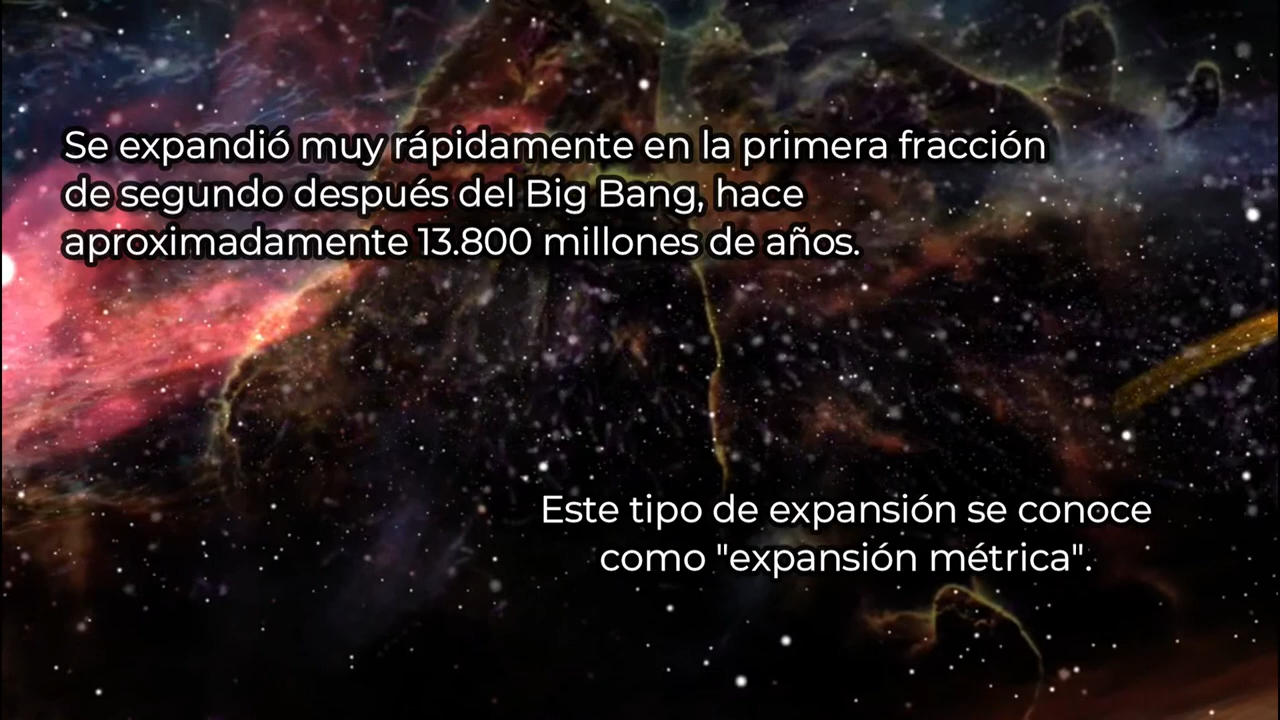 Se expandió muy rápidamente en la primera fracción
de segundo después del Big Bang, hace
aproximadamente 13.800 millones de años.
Este tipo de expansión se conoce
como "expansión métrica".